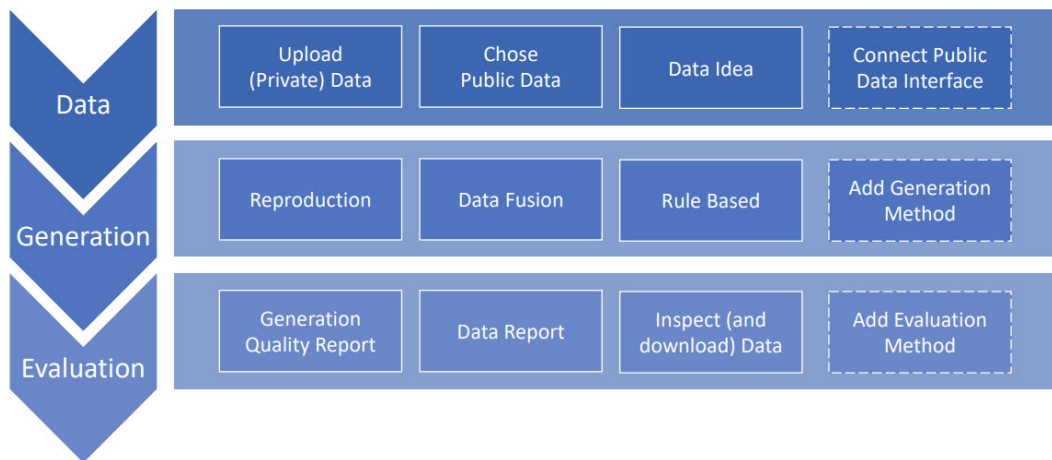 Data
Upload
(Private) Data
Chose
Public Data
Data Idea
Connect Public
Data Interface
Generation
Reproduction
Data Fusion
Rule Based
Add Generation
Method
Evaluation
Generation
Quality Report
Data Report
Inspect (and
download) Data
Add Evaluation
Method